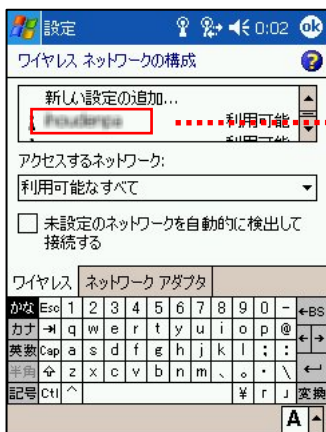 設定 0:02 ok
ワイヤレス ネットワークの構成
新しい設定の追加...
利用可能
アクセスするネットワーク:
利用可能なすべて
未設定のネットワークを自動的に検出して
接続する
ワイヤレス ネットワーク アダプタ
かな Esc 1 2 3 4 5 6 7 8 9 0 - ←BS
カナ →| q w e r t y u i o p @ ← →
英数 Cap a s d f g h j k l ; :
半角 z x c v b n m 、 。 ・ \ ←
記号 Ctl ^ ¥ 「 」 変換
A